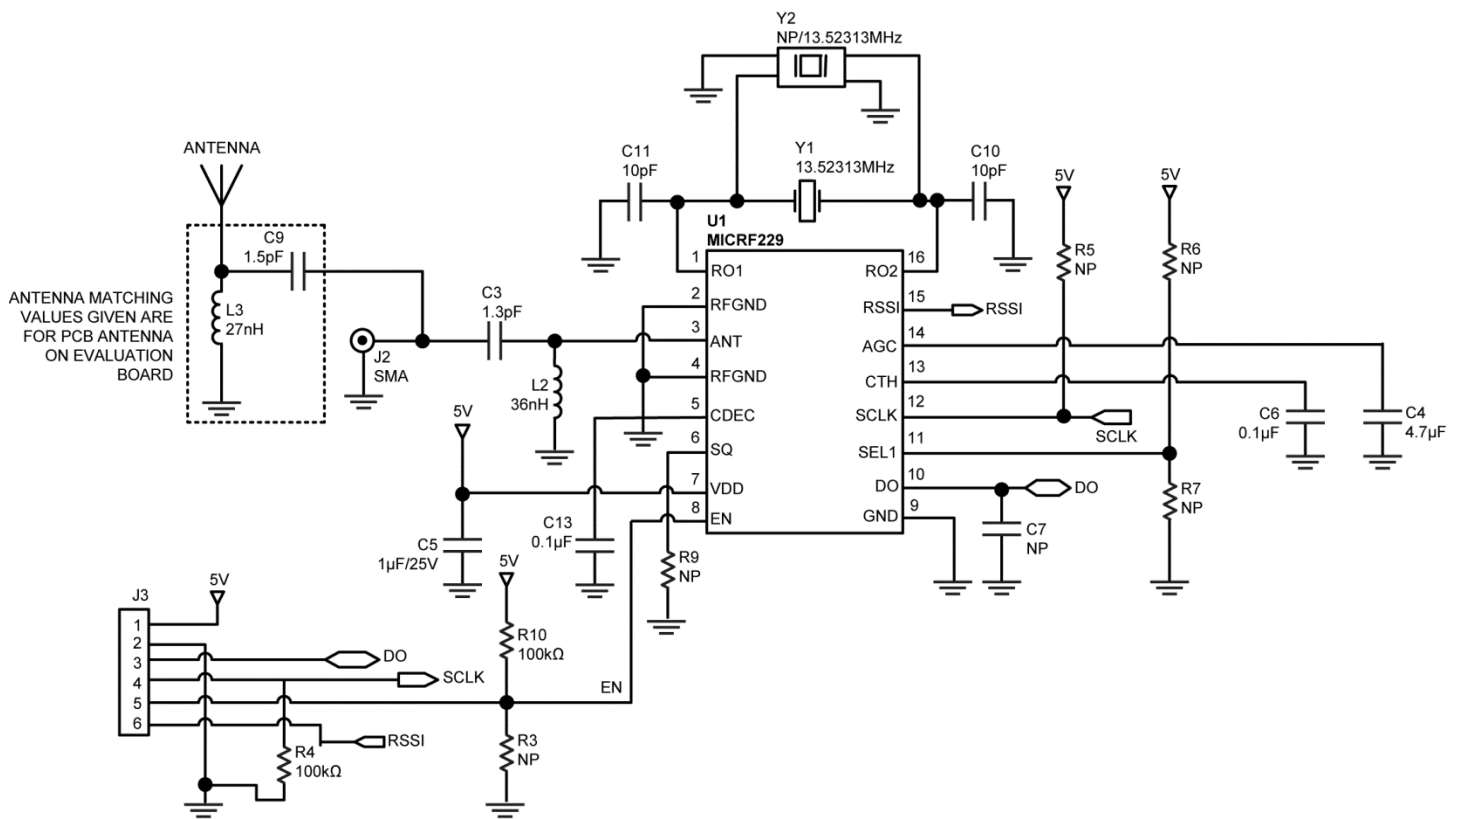 Y2
NP/13.52313MHz
ANTENNA
C11
10pF
Y1
13.52313MHz
C10
10pF
5V
5V
U1
MICRF229
C9
1.5pF
R5
NP
R6
NP
1
RO1
16
RO2
2
RFGND
15
RSSI
RSSI
ANTENNA MATCHING
VALUES GIVEN ARE
FOR PCB ANTENNA
ON EVALUATION
BOARD
L3
27nH
C3
1.3pF
3
ANT
14
AGC
J2
SMA
L2
36nH
4
RFGND
13
CTH
5
CDEC
12
SCLK
SCLK
C6
0.1µF
C4
4.7µF
5V
6
SQ
11
SEL1
7
VDD
10
DO
DO
R7
NP
8
EN
9
GND
C5
1µF/25V
C13
0.1µF
R9
NP
C7
NP
5V
5V
J3
1
2
3
4
5
6
DO
SCLK
RSSI
R10
100kΩ
EN
R4
100kΩ
R3
NP